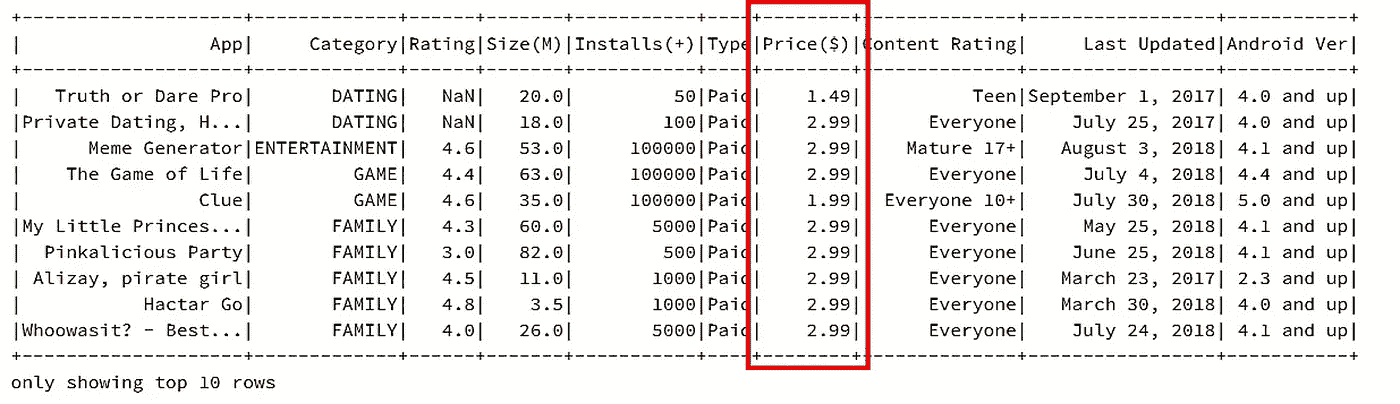 +--------------------+-------------+------+-------+-----------+----+--------+--------------+-----------------+-----------+
|                 App|     Category|Rating|Size(M)|Installs(+)|Type|Price($)|Content Rating|     Last Updated|Android Ver|
+--------------------+-------------+------+-------+-----------+----+--------+--------------+-----------------+-----------+
|   Truth or Dare Pro|       DATING|   NaN|   20.0|         50|Paid|    1.49|          Teen|September 1, 2017| 4.0 and up|
|Private Dating, H...|       DATING|   NaN|   18.0|        100|Paid|    2.99|      Everyone|    July 25, 2017| 4.0 and up|
|      Meme Generator|ENTERTAINMENT|   4.6|   53.0|     100000|Paid|    2.99|    Mature 17+|   August 3, 2018| 4.1 and up|
|    The Game of Life|         GAME|   4.4|   63.0|     100000|Paid|    2.99|      Everyone|     July 4, 2018| 4.4 and up|
|                Clue|         GAME|   4.6|   35.0|     100000|Paid|    1.99|  Everyone 10+|    July 30, 2018| 5.0 and up|
|My Little Princes...|       FAMILY|   4.3|   60.0|       5000|Paid|    2.99|      Everyone|     May 25, 2018| 4.1 and up|
|  Pinkalicious Party|       FAMILY|   3.0|   82.0|        500|Paid|    2.99|      Everyone|    June 25, 2018| 4.1 and up|
| Alizay, pirate girl|       FAMILY|   4.5|   11.0|       1000|Paid|    2.99|      Everyone|   March 23, 2017| 2.3 and up|
|           Hactar Go|       FAMILY|   4.8|    3.5|       1000|Paid|    2.99|      Everyone|   March 30, 2018| 4.0 and up|
|Whoowasit? - Best...|       FAMILY|   4.0|   26.0|       5000|Paid|    2.99|      Everyone|    July 24, 2018| 4.1 and up|
+--------------------+-------------+------+-------+-----------+----+--------+--------------+-----------------+-----------+
only showing top 10 rows